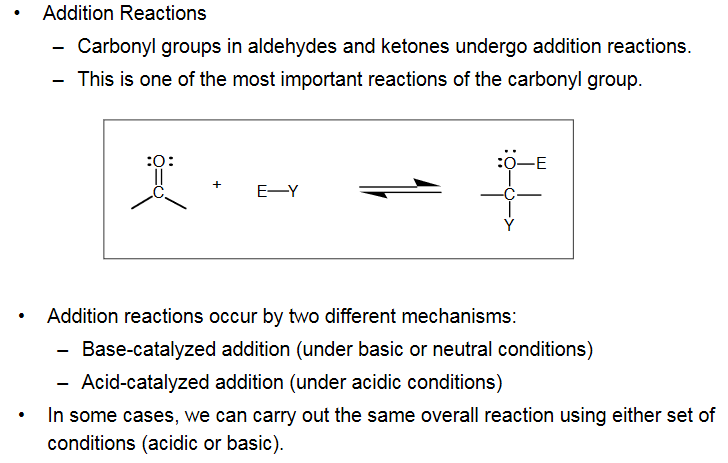 • Addition Reactions
– Carbonyl groups in aldehydes and ketones undergo addition reactions.
– This is one of the most important reactions of the carbonyl group.
:O:
C
+
E—Y
:Ö—E
C
Y
• Addition reactions occur by two different mechanisms:
– Base-catalyzed addition (under basic or neutral conditions)
– Acid-catalyzed addition (under acidic conditions)
• In some cases, we can carry out the same overall reaction using either set of
conditions (acidic or basic).